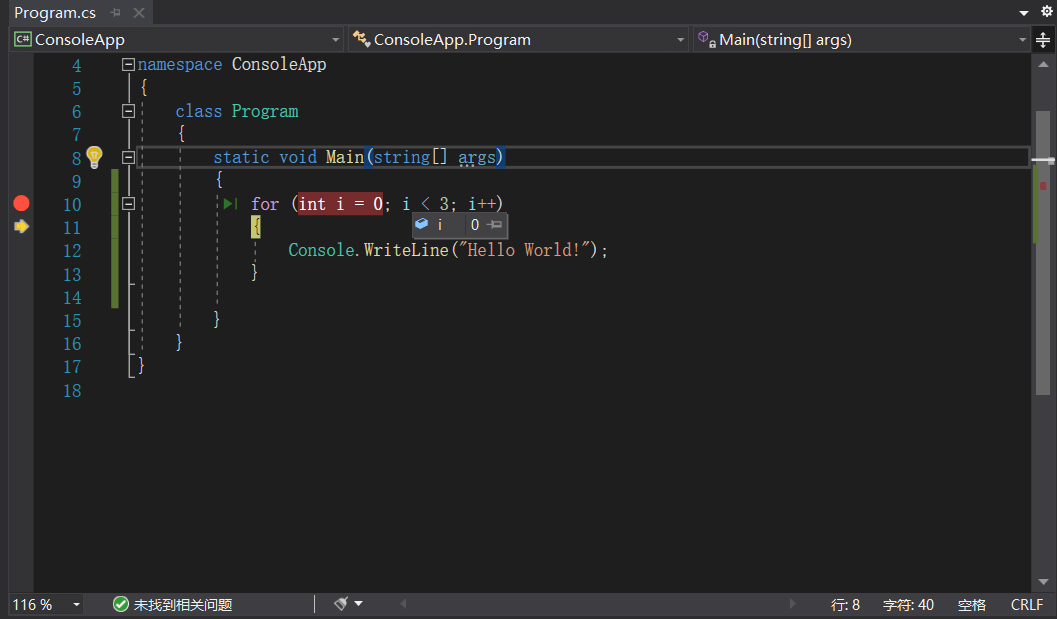 Program.cs
C# ConsoleApp ConsoleApp.Program Main(string[] args)
4 namespace ConsoleApp
5 {
6 class Program
7 {
8 static void Main(string[] args)
9 {
10 for (int i = 0; i < 3; i++)
11 {
i 0
12 Console.WriteLine("Hello World!");
13 }
14
15 }
16 }
17 }
18
116 % 未找到相关问题 行: 8 字符: 40 空格 CRLF